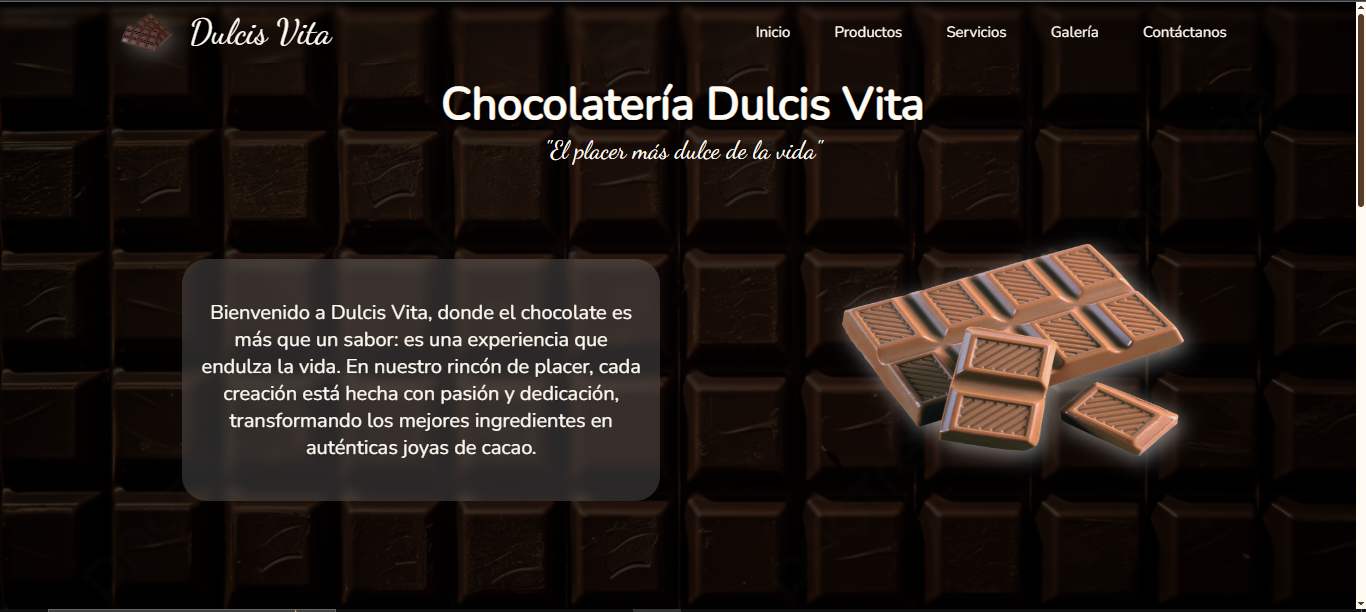 Dulcis Vita
Inicio Productos Servicios Galería Contáctanos
Chocolatería Dulcis Vita
"El placer más dulce de la vida"
Bienvenido a Dulcis Vita, donde el chocolate es
más que un sabor: es una experiencia que
endulza la vida. En nuestro rincón de placer, cada
creación está hecha con pasión y dedicación,
transformando los mejores ingredientes en
auténticas joyas de cacao.